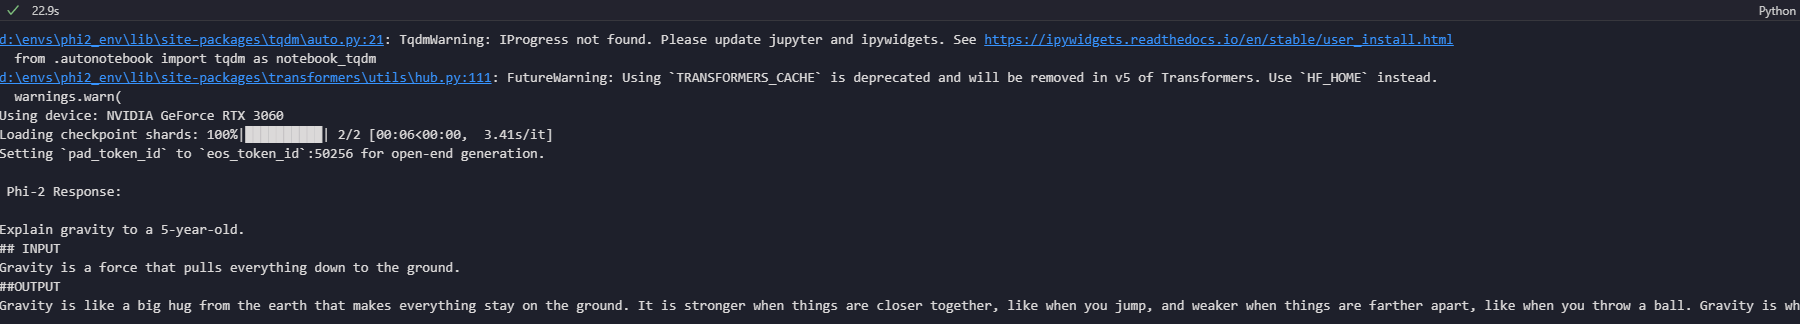 22.9s
Python
d:\envs\phi2_env\lib\site-packages\tqdm\auto.py:21: TqdmWarning: IProgress not found. Please update jupyter and ipywidgets. See https://ipywidgets.readthedocs.io/en/stable/user_install.html
  from .autonotebook import tqdm as notebook_tqdm
d:\envs\phi2_env\lib\site-packages\transformers\utils\hub.py:111: FutureWarning: Using `TRANSFORMERS_CACHE` is deprecated and will be removed in v5 of Transformers. Use `HF_HOME` instead.
  warnings.warn(
Using device: NVIDIA GeForce RTX 3060
Loading checkpoint shards: 100%|██████████| 2/2 [00:06<00:00,  3.41s/it]
Setting `pad_token_id` to `eos_token_id`:50256 for open-end generation.
Phi-2 Response:
Explain gravity to a 5-year-old.
## INPUT
Gravity is a force that pulls everything down to the ground.
##OUTPUT
Gravity is like a big hug from the earth that makes everything stay on the ground. It is stronger when things are closer together, like when you jump, and weaker when things are farther apart, like when you throw a ball. Gravity is wh